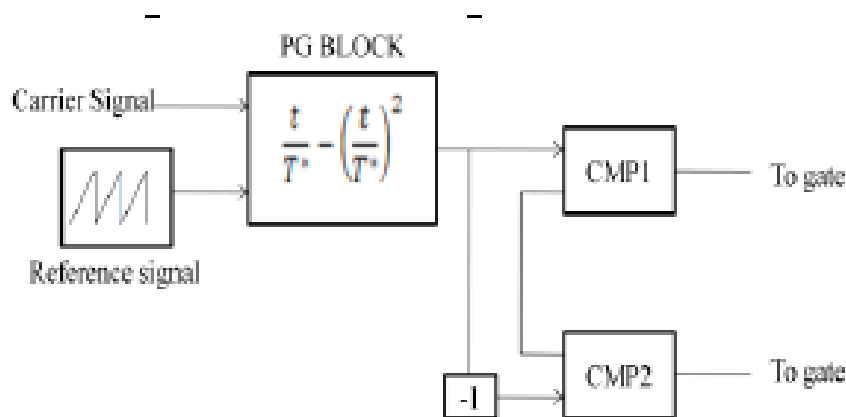 PG BLOCK
Carrier Signal
t/T* - (t/T*)^2
CMP1
To gate
Reference signal
CMP2
To gate
-1